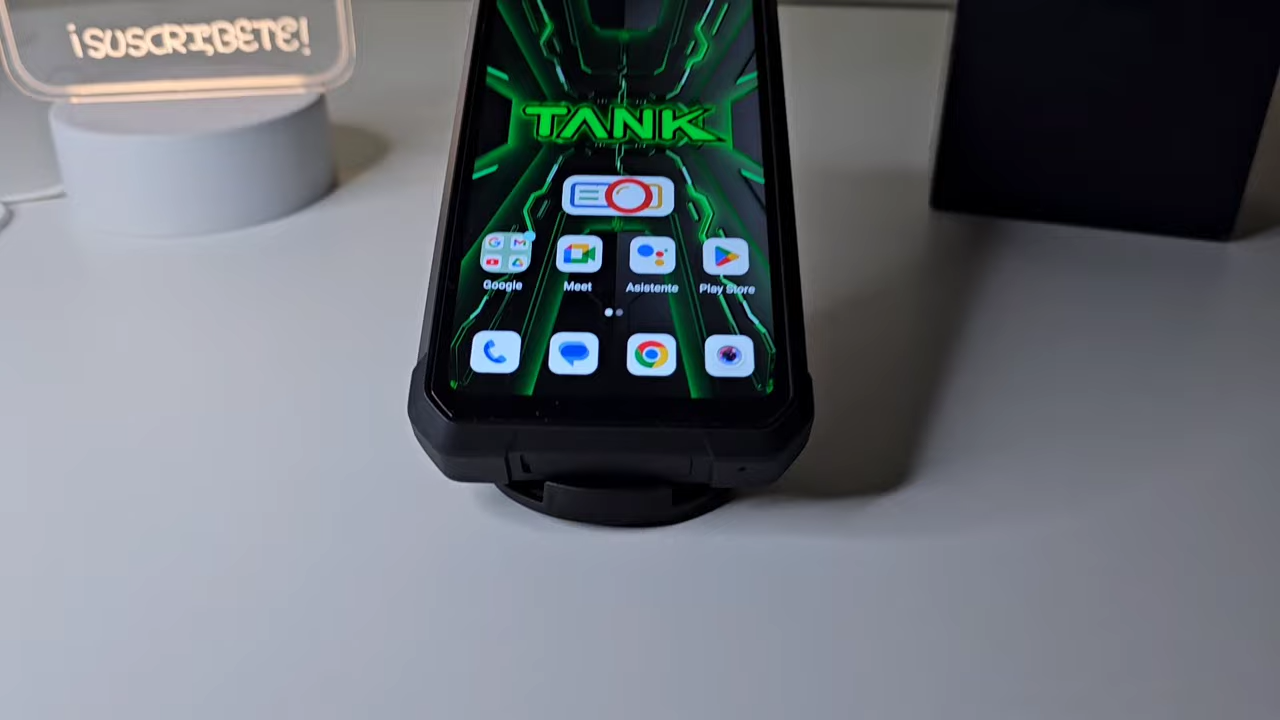 ¡SUSCRÍBETE!
TANK
Google
Meet
Asistente
Play Store